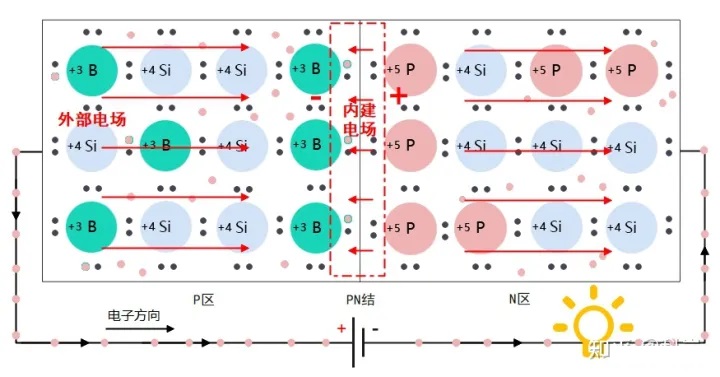 +3 B +4 Si +4 Si +3 B +5 P +4 Si +5 P +5 P
- 内建 +
外部电场 电场
+4 Si +3 B +4 Si +3 B +5 P +4 Si +4 Si +4 Si
+3 B +4 Si +4 Si +3 B +5 P +5 P +4 Si +4 Si
P区 PN结 N区
电子方向
+ -
知